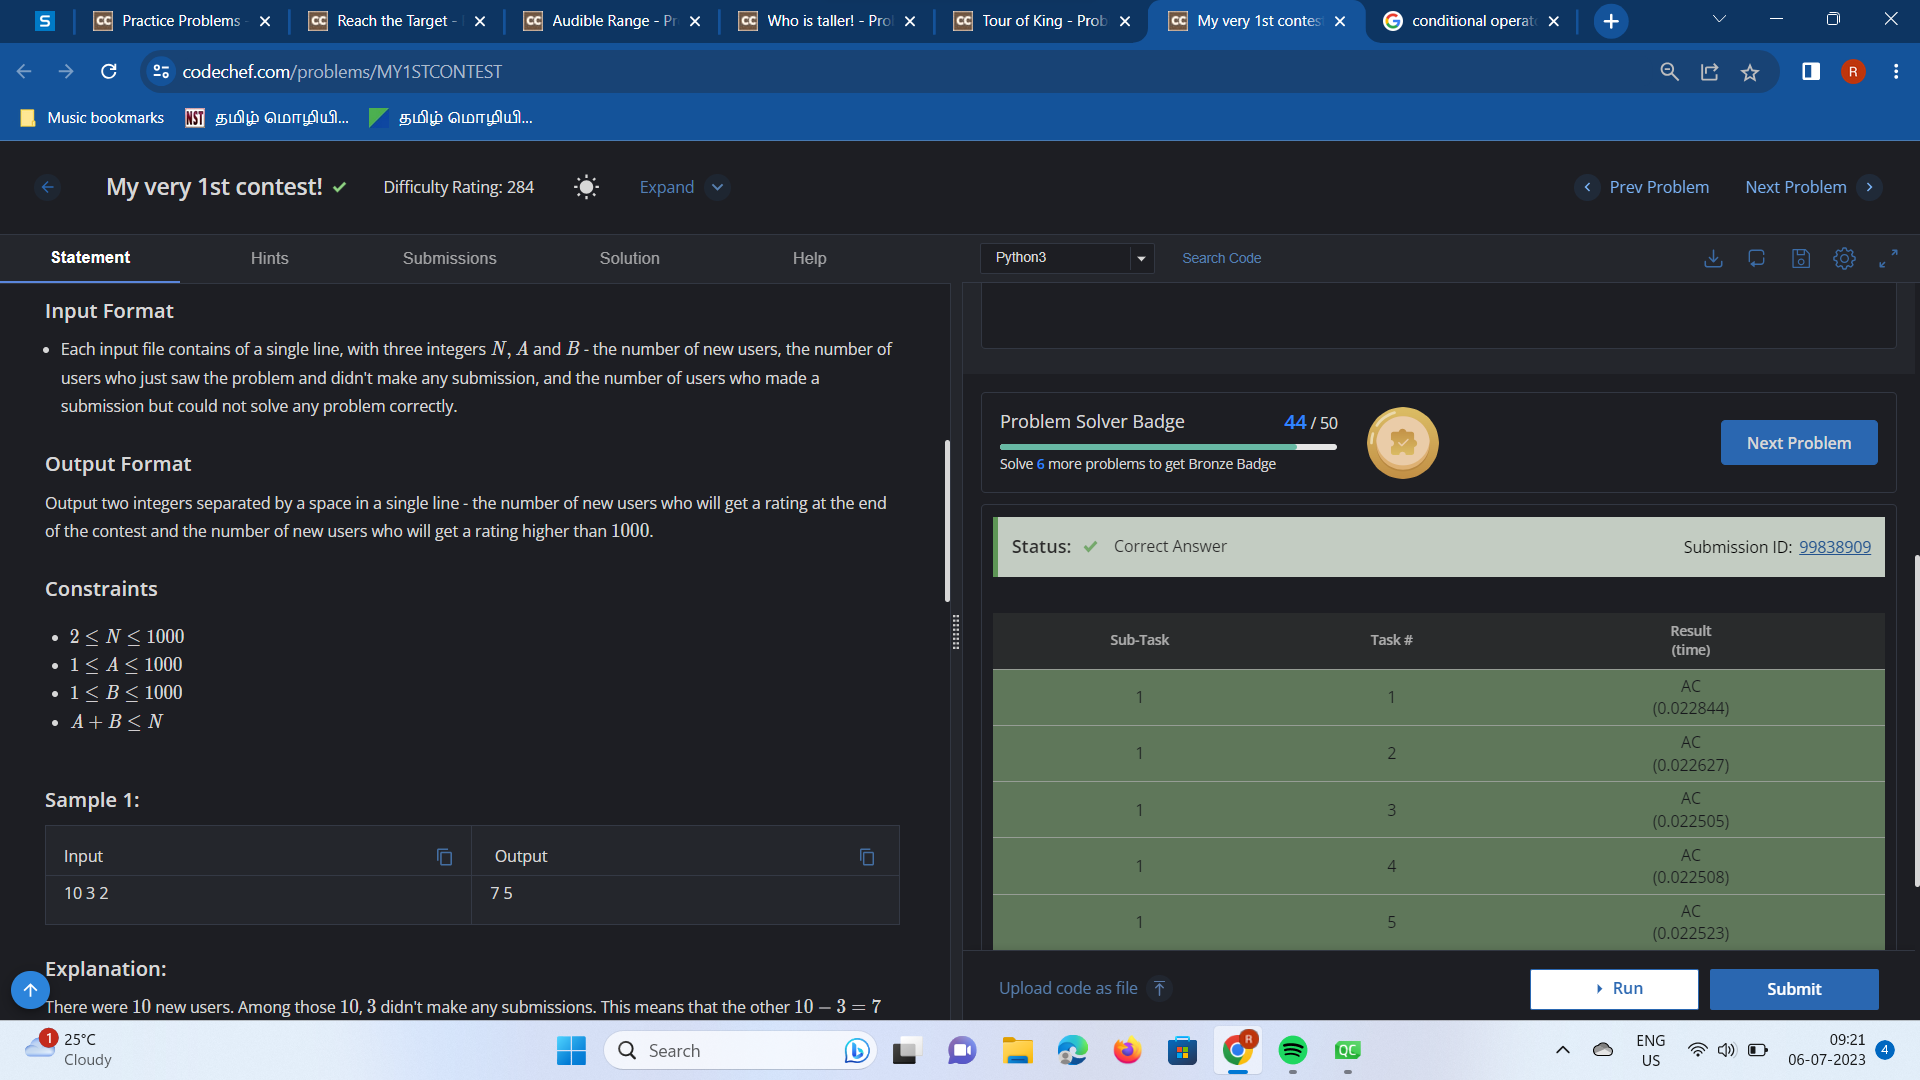 S
CC Practice Problems
CC Reach the Target -
CC Audible Range - Pr
CC Who is taller! - Pro
CC Tour of King - Prob
CC My very 1st contes
G conditional operat
codechef.com/problems/MY1STCONTEST
R
Music bookmarks
NST தமிழ் மொழியி...
தமிழ் மொழியி...
My very 1st contest!
Difficulty Rating: 284
Expand
Prev Problem
Next Problem
Statement
Hints
Submissions
Solution
Help
Python3
Search Code
Input Format
• Each input file contains of a single line, with three integers N, A and B - the number of new users, the number of
users who just saw the problem and didn't make any submission, and the number of users who made a
submission but could not solve any problem correctly.
Output Format
Output two integers separated by a space in a single line - the number of new users who will get a rating at the end
of the contest and the number of new users who will get a rating higher than 1000.
Constraints
• 2 ≤ N ≤ 1000
• 1 ≤ A ≤ 1000
• 1 ≤ B ≤ 1000
• A + B ≤ N
Sample 1:
Input
Output
10 3 2
7 5
Explanation:
There were 10 new users. Among those 10, 3 didn't make any submissions. This means that the other 10 − 3 = 7
Problem Solver Badge
44 / 50
Solve 6 more problems to get Bronze Badge
Next Problem
Status: Correct Answer
Submission ID: 99838909
Sub-Task
Task #
Result
(time)
1
1
AC
(0.022844)
1
2
AC
(0.022627)
1
3
AC
(0.022505)
1
4
AC
(0.022508)
1
5
AC
(0.022523)
Upload code as file
Run
Submit
1
25°C
Cloudy
Search
R
QC
ENG
US
09:21
06-07-2023
4